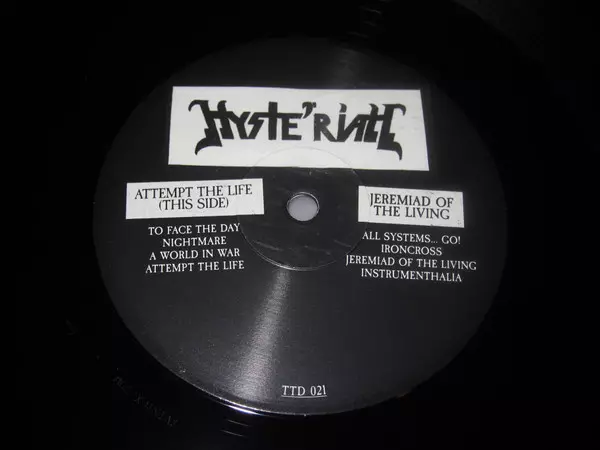 HYSTE'RIAH
ATTEMPT THE LIFE
(THIS SIDE)
TO FACE THE DAY
NIGHTMARE
A WORLD IN WAR
ATTEMPT THE LIFE
JEREMIAD OF
THE LIVING
ALL SYSTEMS... GO!
IRONCROSS
JEREMIAD OF THE LIVING
INSTRUMENTHALIA
TTD 021